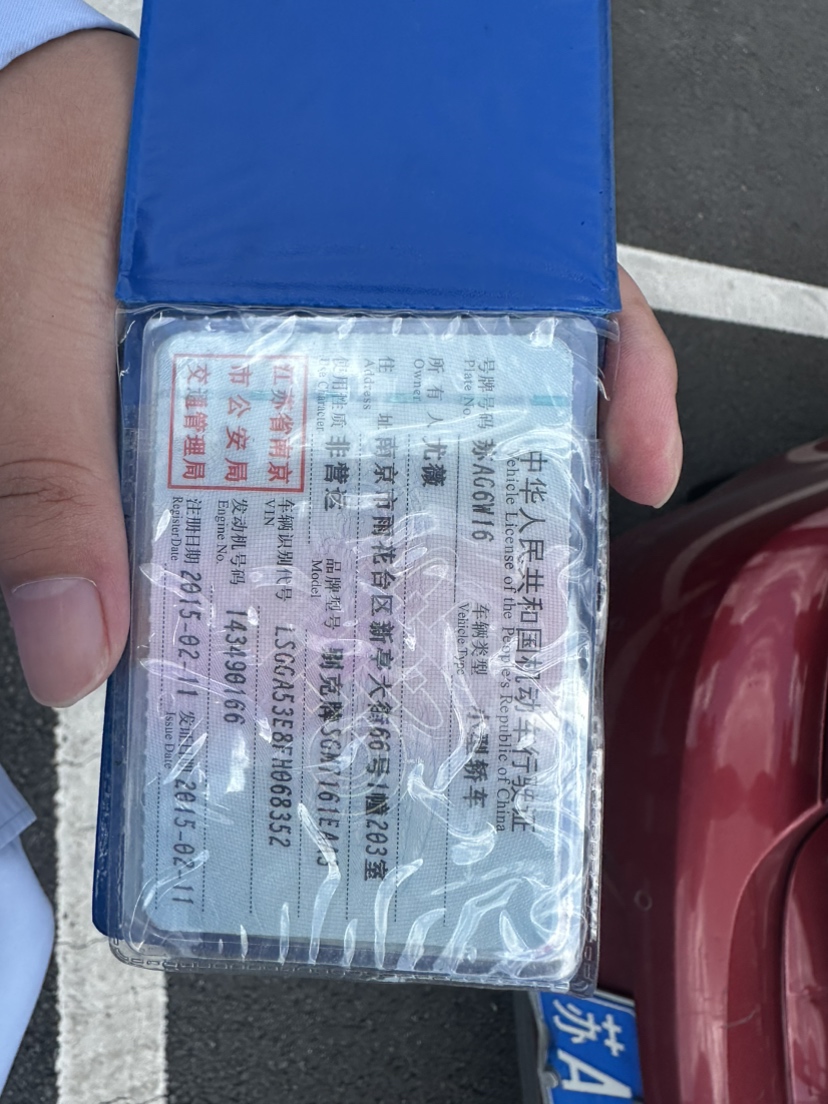 中华人民共和国机动车行驶证
Vehicle License of the People's Republic of China
号牌号码 苏AG6W16 车辆类型 小型轿车
Plate No. Vehicle Type
所有人 尤薇
Owner
住址 南京市雨花台区新亭大街66号1幢203室
Address
使用性质 非营运 品牌型号 别克牌
Use Character Model
江苏省南京
市公安局
交通管理局
车辆识别代号 LSGGA53E8FH068352
VIN
发动机号码 143490166
Engine No.
注册日期 2015-02-11 发证日期 2015-02-11
Register Date Issue Date
苏A